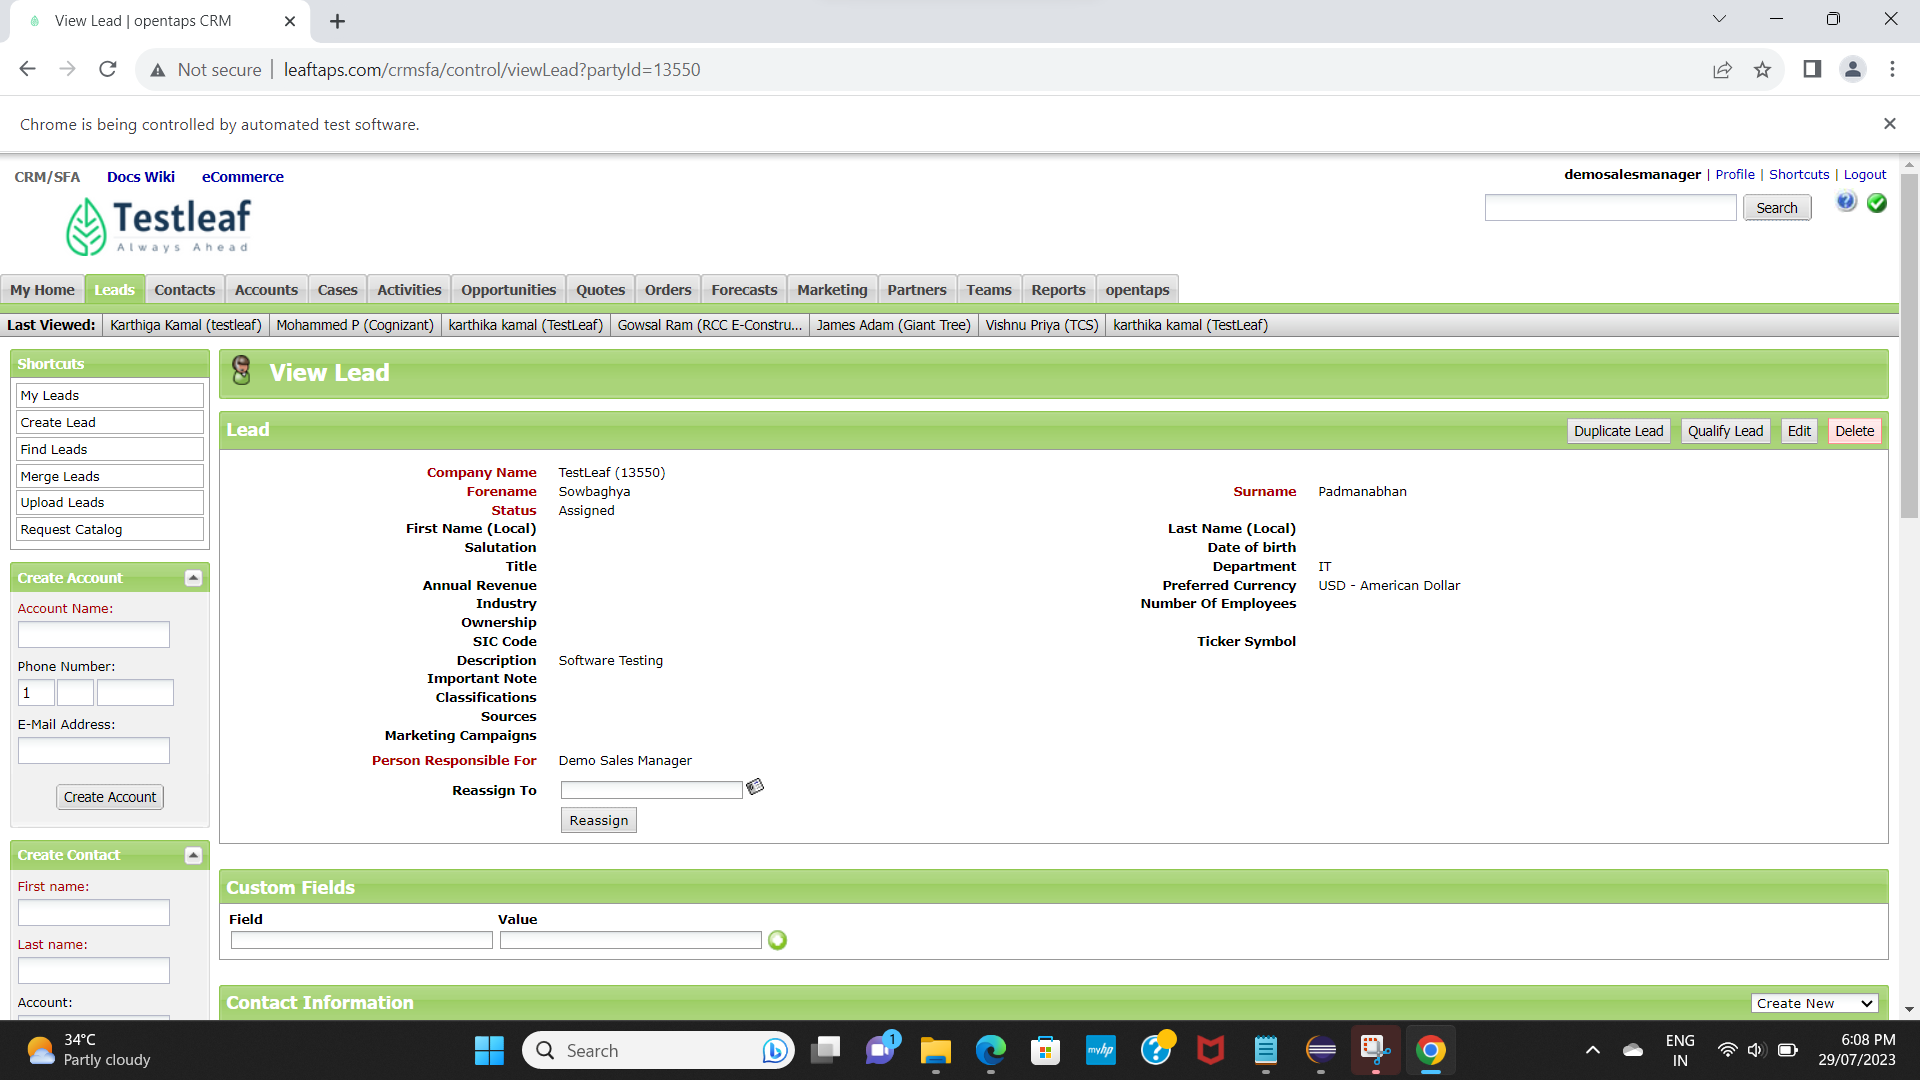 View Lead | opentaps CRM
Not secure leaftaps.com/crmsfa/control/viewLead?partyId=13550
Chrome is being controlled by automated test software.
CRM/SFA Docs Wiki eCommerce
demosalesmanager | Profile | Shortcuts | Logout
Testleaf
Always Ahead
Search
My Home Leads Contacts Accounts Cases Activities Opportunities Quotes Orders Forecasts Marketing Partners Teams Reports opentaps
Last Viewed: Karthiga Kamal (testleaf) Mohammed P (Cognizant) karthika kamal (TestLeaf) Gowsal Ram (RCC E-Constru... James Adam (Giant Tree) Vishnu Priya (TCS) karthika kamal (TestLeaf)
Shortcuts
My Leads
Create Lead
Find Leads
Merge Leads
Upload Leads
Request Catalog
Create Account
Account Name:
Phone Number:
1
E-Mail Address:
Create Account
Create Contact
First name:
Last name:
Account:
View Lead
Lead Duplicate Lead Qualify Lead Edit Delete
Company Name TestLeaf (13550)
Forename Sowbaghya Surname Padmanabhan
Status Assigned
First Name (Local) Last Name (Local)
Salutation Date of birth
Title Department IT
Annual Revenue Preferred Currency USD - American Dollar
Industry Number Of Employees
Ownership
SIC Code Ticker Symbol
Description Software Testing
Important Note
Classifications
Sources
Marketing Campaigns
Person Responsible For Demo Sales Manager
Reassign To
Reassign
Custom Fields
Field Value
Contact Information Create New
34°C
Partly cloudy
Search
1
myhp
ENG
IN
6:08 PM
29/07/2023